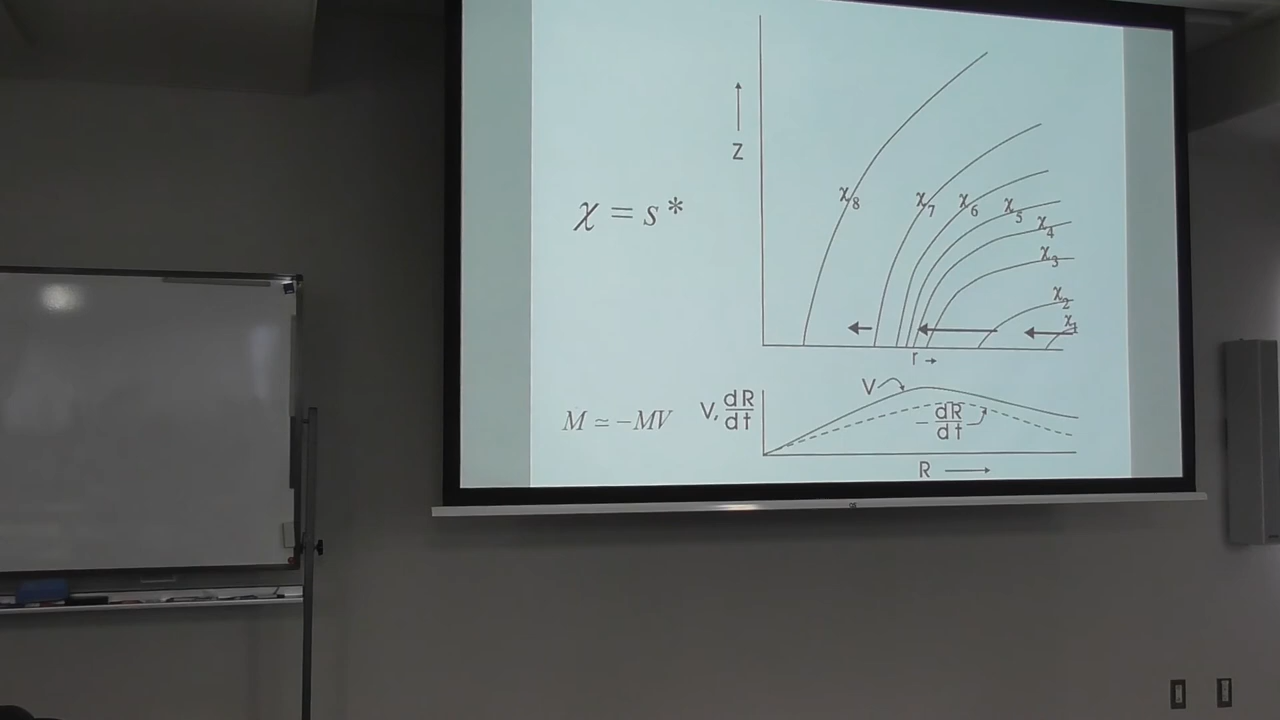 Z
χ = s*
χ8
χ7
χ6
χ5
χ4
χ3
χ2
χ1
r →
M ≃ -MV
V, dR/dt
V
-dR/dt
R →